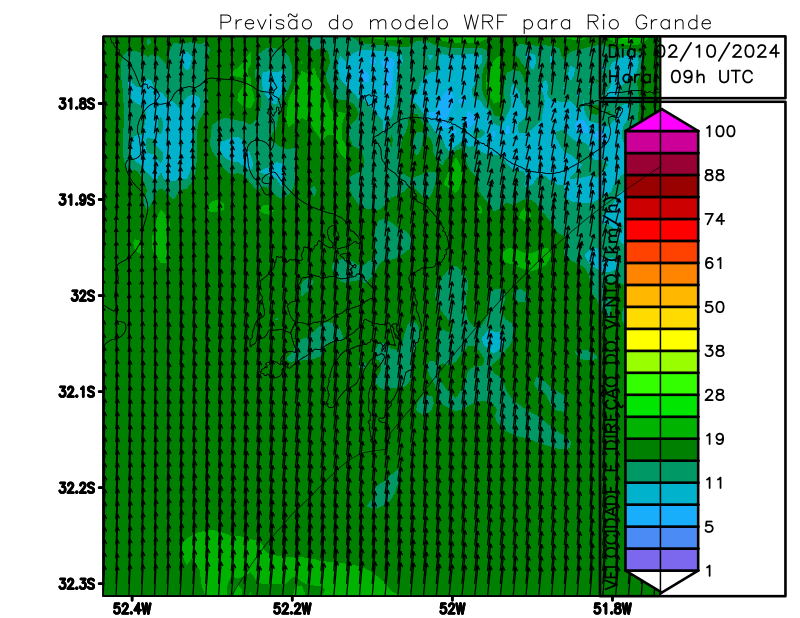 Previsão do modelo WRF para Rio Grande
Dia: 02/10/2024
Hora: 09h UTC
31.8S
31.9S
32S
32.1S
32.2S
32.3S
52.4W
52.2W
52W
51.8W
VELOCIDADE E DIREÇÃO DO VENTO (km/h)
100
88
74
61
50
38
28
19
11
5
1